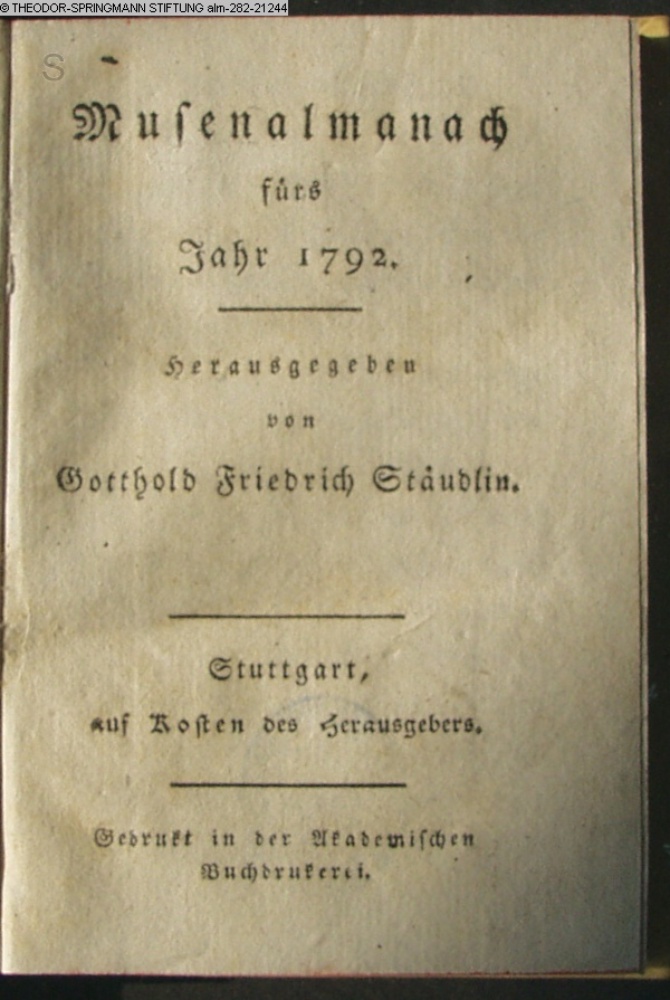 © THEODOR-SPRINGMANN STIFTUNG alm-282-21244
S
Musenalmanach
fürs
Jahr 1792.
Herausgegeben
von
Gotthold Friedrich Stäudlin.
Stuttgart,
auf Kosten des Herausgebers.
Gedrukt in der Akademischen
Buchdrukerei.